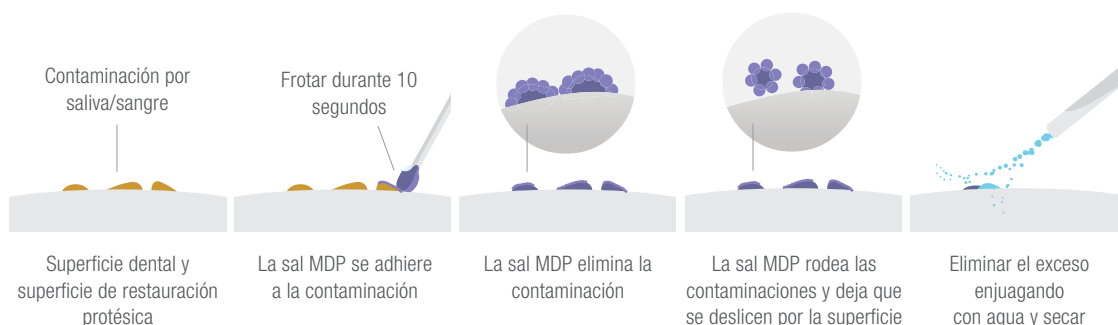 Contaminación por
saliva/sangre
Frotar durante 10
segundos
Superficie dental y
superficie de restauración
protésica
La sal MDP se adhiere
a la contaminación
La sal MDP elimina la
contaminación
La sal MDP rodea las
contaminaciones y deja que
se deslicen por la superficie
Eliminar el exceso
enjuagando
con agua y secar